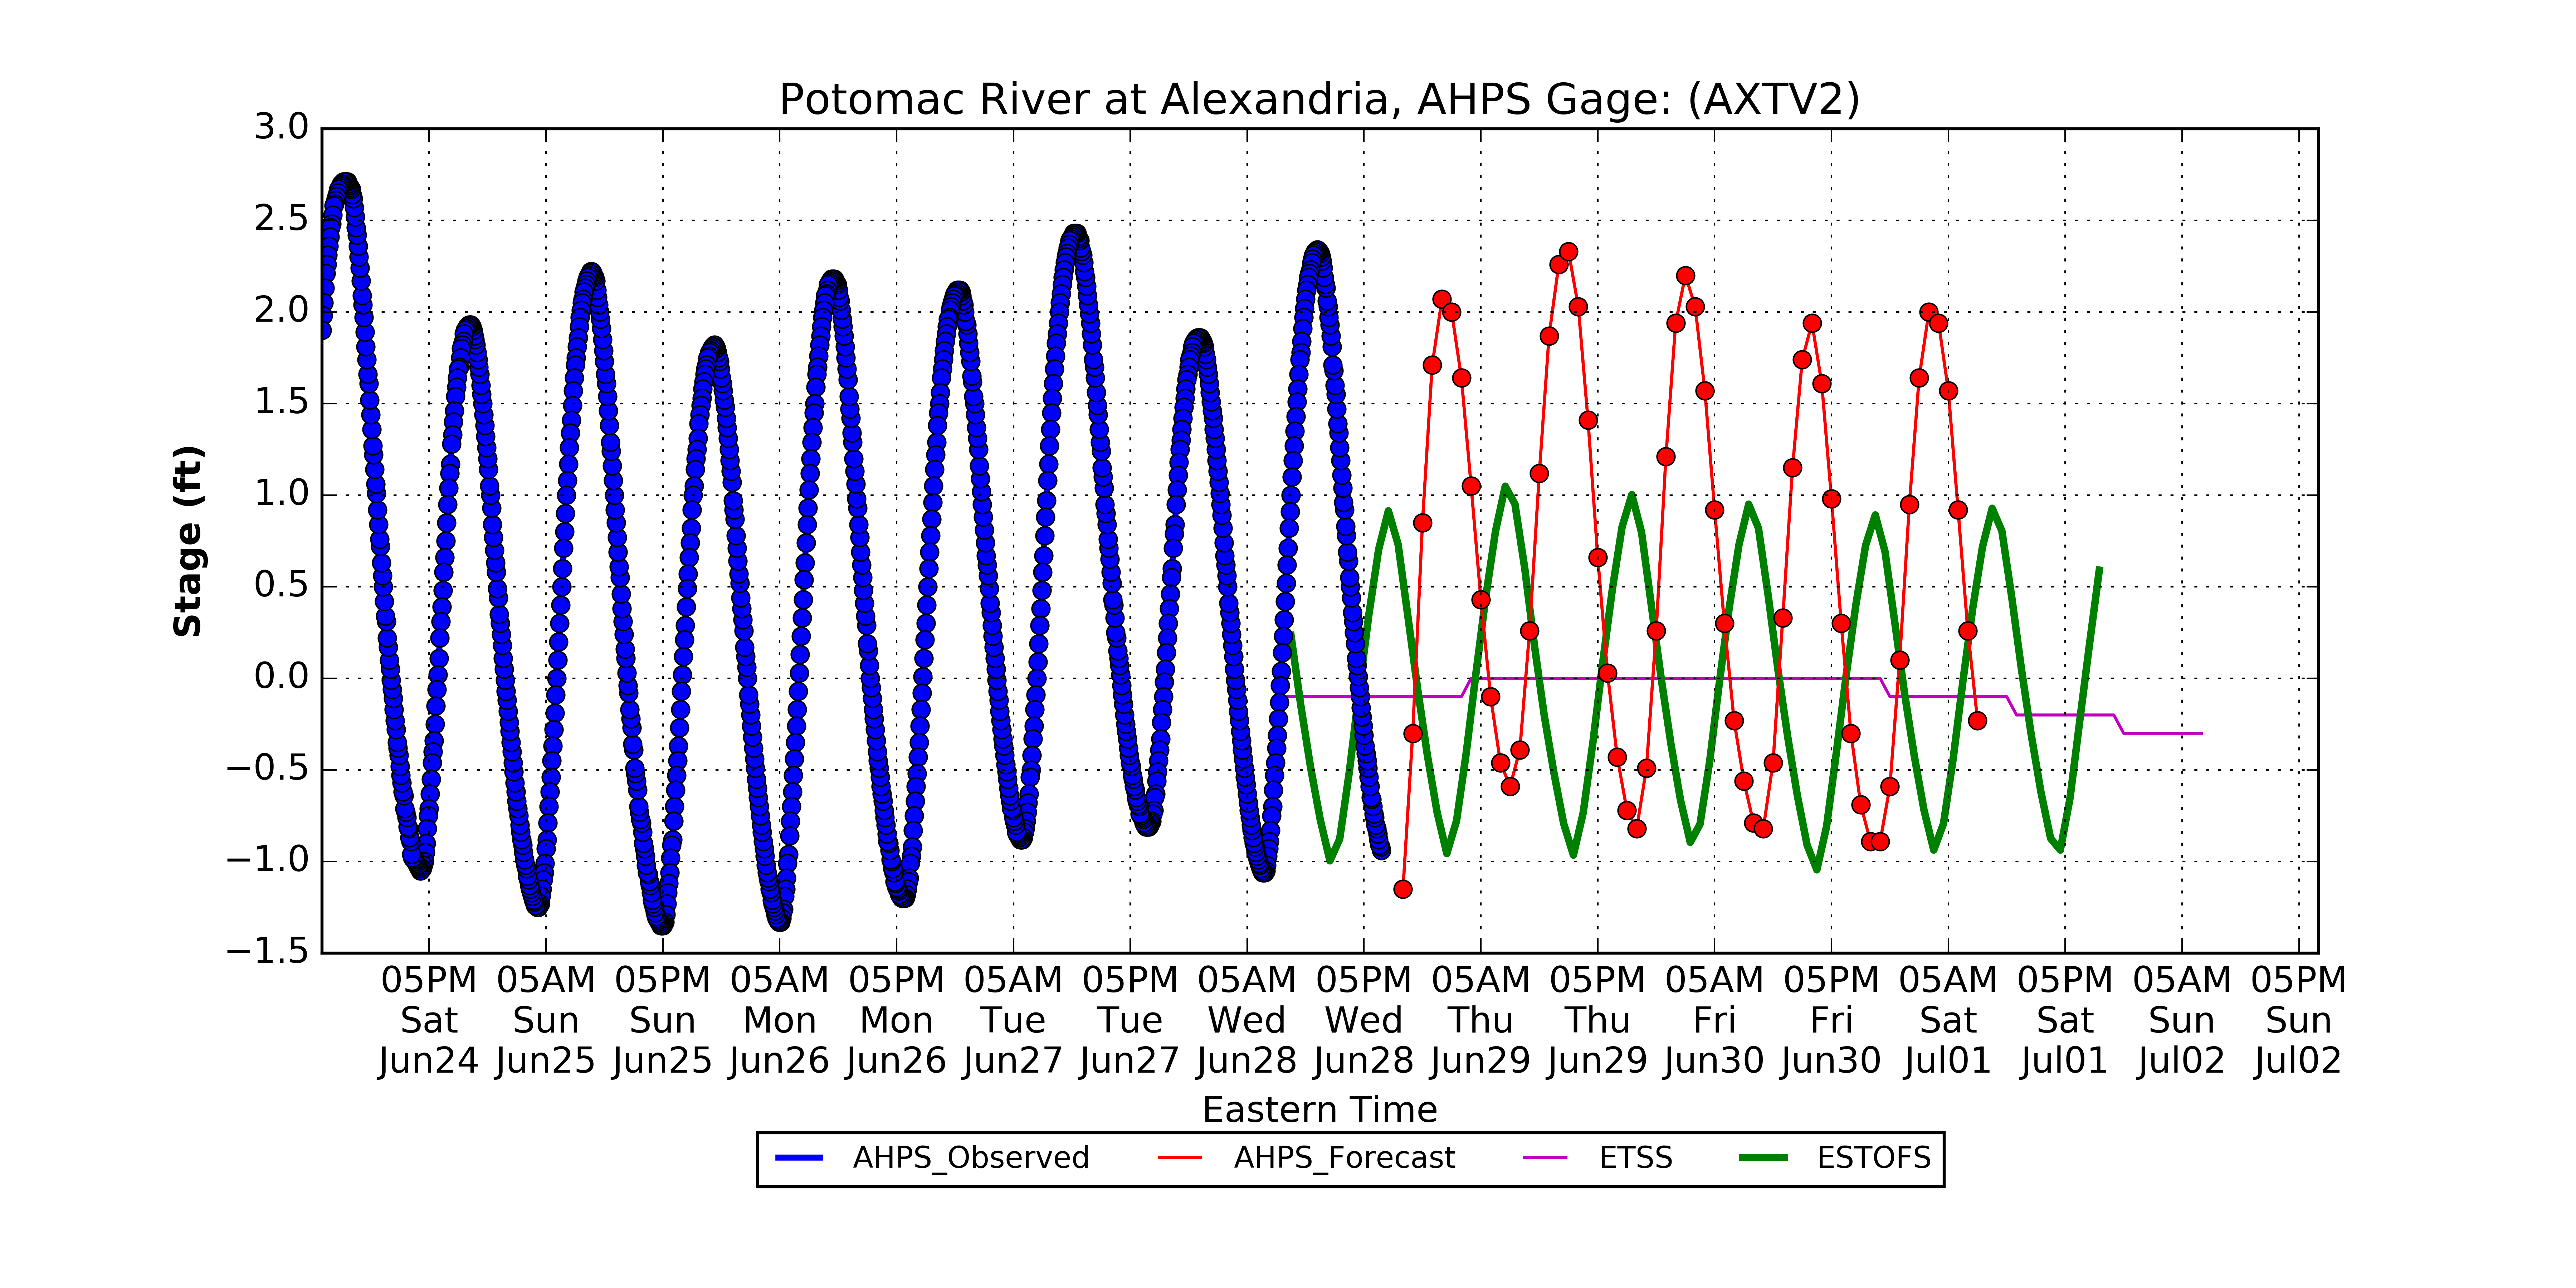 Potomac River at Alexandria, AHPS Gage: (AXTV2)
3.0
2.5
2.0
1.5
1.0
0.5
0.0
−0.5
−1.0
−1.5
Stage (ft)
05PM 05AM 05PM 05AM 05PM 05AM 05PM 05AM 05PM 05AM 05PM 05AM 05PM 05AM 05PM 05AM 05PM
Sat Sun Sun Mon Mon Tue Tue Wed Wed Thu Thu Fri Fri Sat Sat Sun Sun
Jun24 Jun25 Jun25 Jun26 Jun26 Jun27 Jun27 Jun28 Jun28 Jun29 Jun29 Jun30 Jun30 Jul01 Jul01 Jul02 Jul02
Eastern Time
AHPS_Observed AHPS_Forecast ETSS ESTOFS